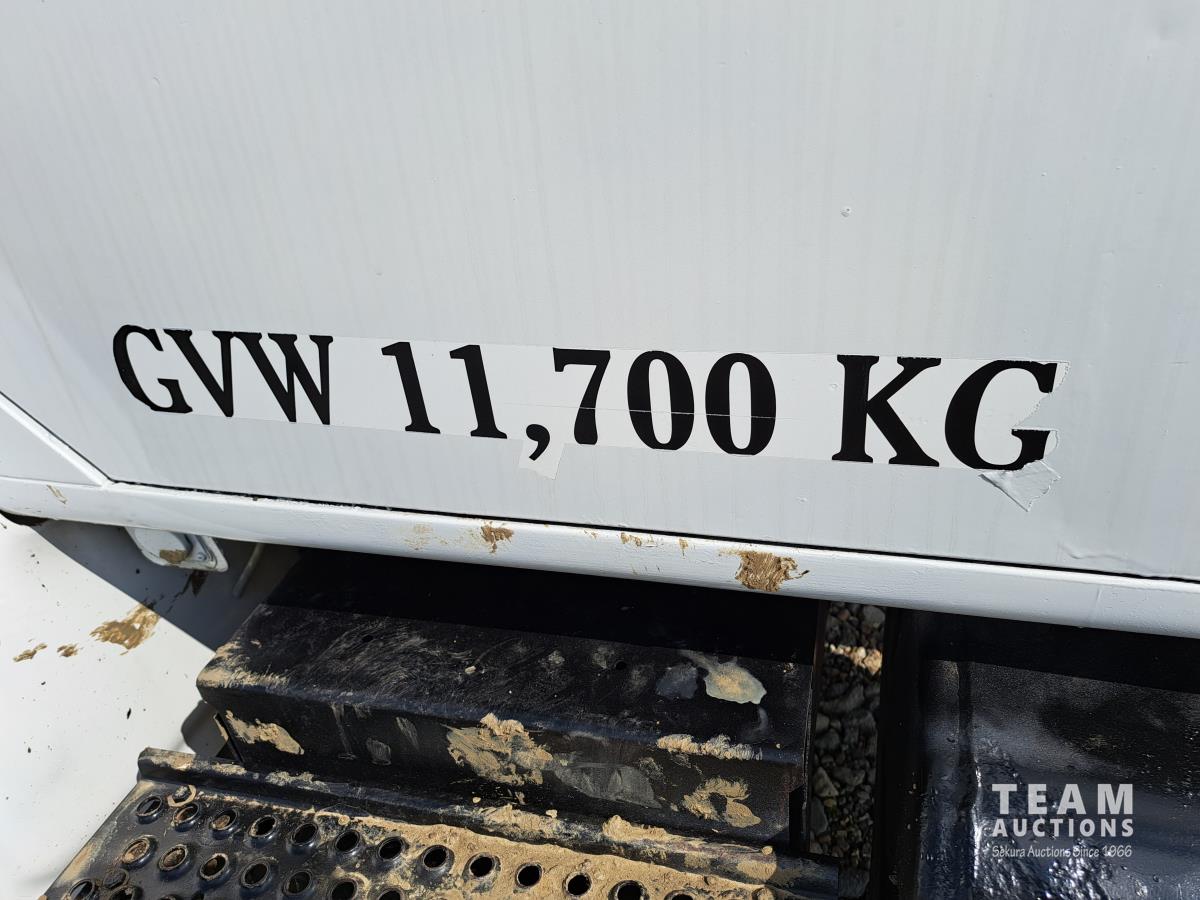 GVW 11,700 KG
TEAM
AUCTIONS
Sekura Auctions Since 1966